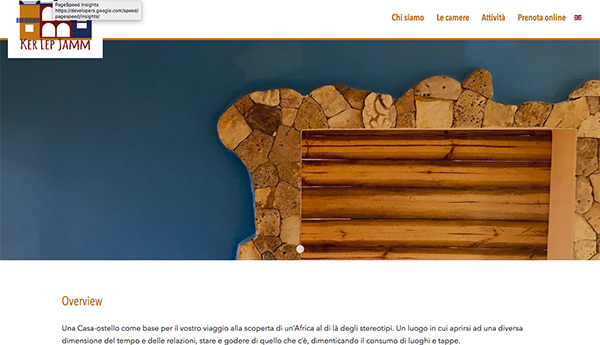 PageSpeed Insights
https://developers.google.com/speed/
pagespeed/insights/
KER LEP JAMM
Chi siamo Le camere Attività Prenota online
Overview
Una Casa-ostello come base per il vostro viaggio alla scoperta di un'Africa al di là degli stereotipi. Un luogo in cui aprirsi ad una diversa
dimensione del tempo e delle relazioni, stare e godere di quello che c'è, dimenticando il consumo di luoghi e tappe.